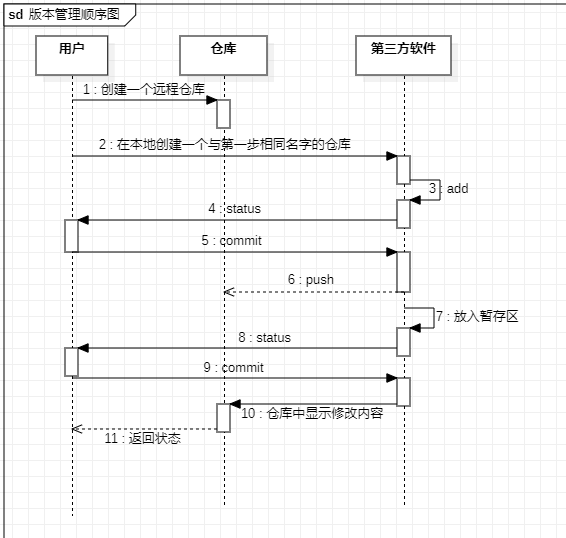 sd 版本管理顺序图
用户
仓库
第三方软件
1 : 创建一个远程仓库
2 : 在本地创建一个与第一步相同名字的仓库
3 : add
4 : status
5 : commit
6 : push
7 : 放入暂存区
8 : status
9 : commit
10 : 仓库中显示修改内容
11 : 返回状态